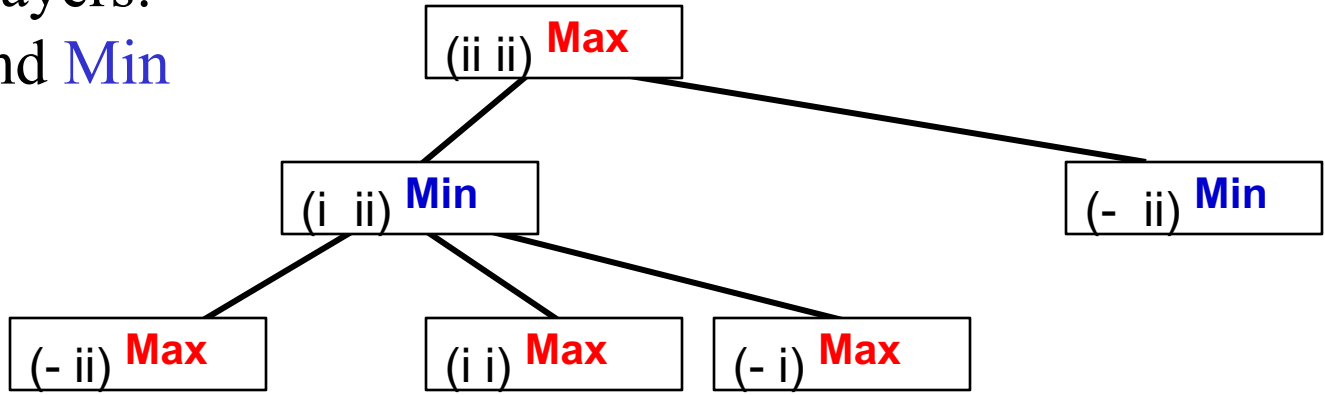 ayers:
nd Min
(ii ii) Max
(i ii) Min
(- ii) Min
(- ii) Max
(i i) Max
(- i) Max